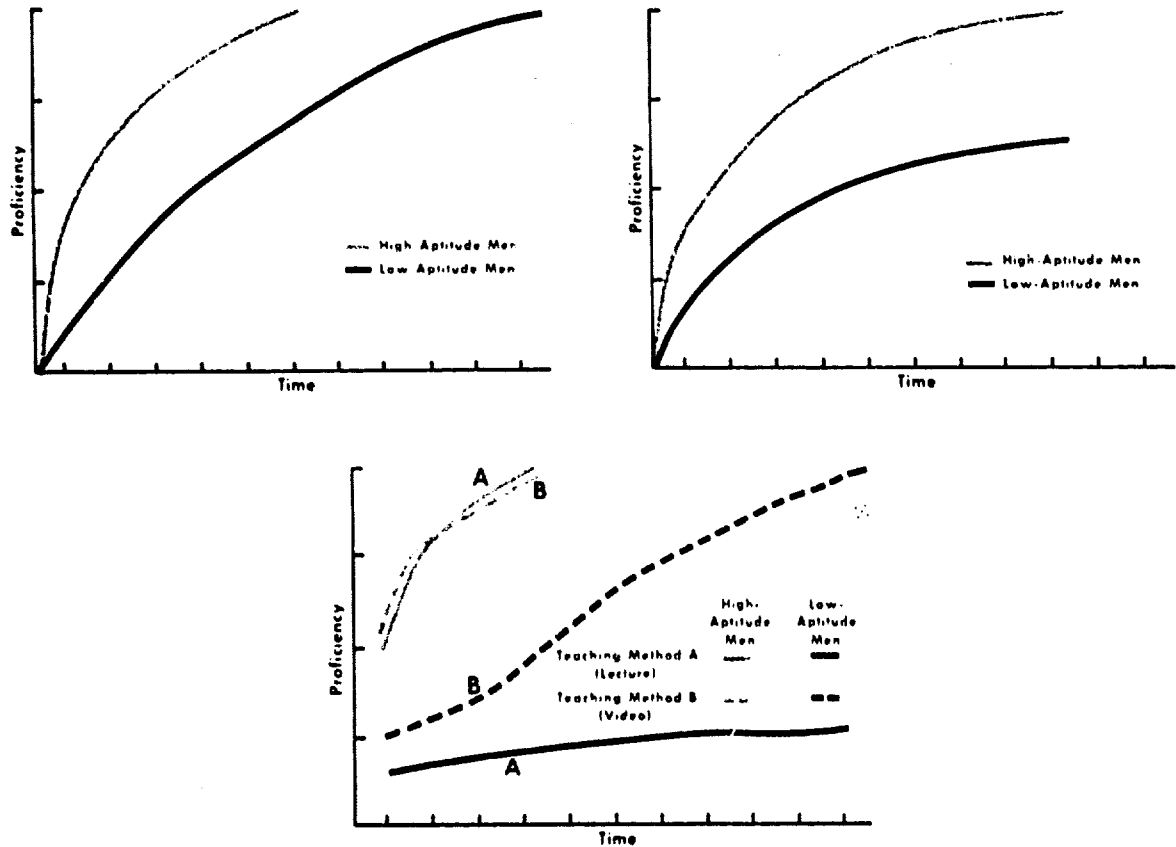 Proficiency
High Aptitude Men
Low Aptitude Men
Time
Proficiency
High-Aptitude Men
Low-Aptitude Men
Time
Proficiency
A
B
B
A
High-
Aptitude
Men
Low-
Aptitude
Men
Teaching Method A
(Lecture)
Teaching Method B
(Video)
Time